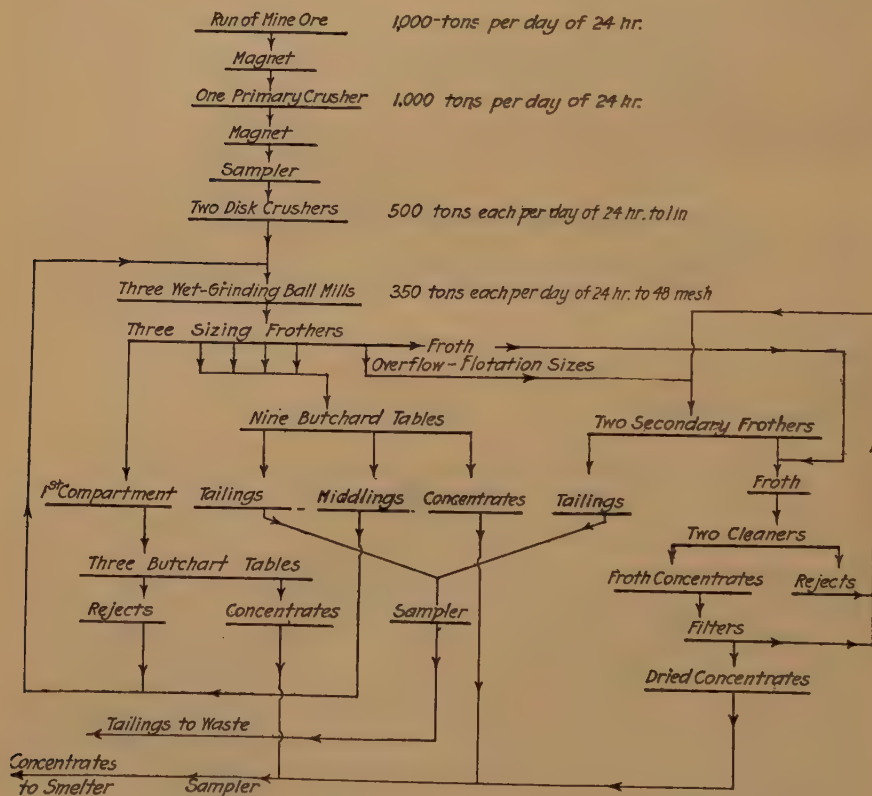 Run of Mine Ore 1,000-tons per day of 24 hr.
Magnet
One Primary Crusher 1,000 tons per day of 24 hr.
Magnet
Sampler
Two Disk Crushers 500 tons each per day of 24 hr. to 1 in
Three Wet-Grinding Ball Mills 350 tons each per day of 24 hr. to 48 mesh
Three Sizing Frothers
Froth
Overflow-Flotation Sizes
Nine Butchard Tables
Two Secondary Frothers
1st Compartment
Tailings
Middlings
Concentrates
Tailings
Froth
Two Cleaners
Three Butchart Tables
Froth Concentrates
Rejects
Rejects
Concentrates
Sampler
Filters
Dried Concentrates
Tailings to Waste
Concentrates
to Smelter
Sampler